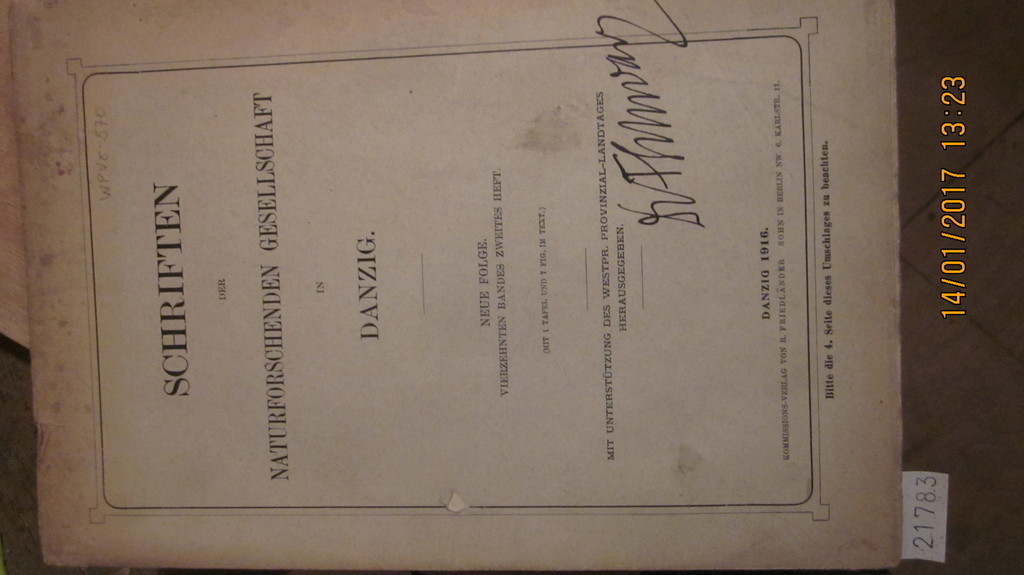 WPVG-570
SCHRIFTEN
DER
NATURFORSCHENDEN GESELLSCHAFT
IN
DANZIG.
NEUE FOLGE.
VIERZEHNTEN BANDES ZWEITES HEFT.
(MIT 1 TAFEL UND 7 FIG. IM TEXT.)
MIT UNTERSTÜTZUNG DES WESTPR. PROVINZIAL-LANDTAGES
HERAUSGEGEBEN.
DANZIG 1916.
KOMMISSIONS-VERLAG VON R. FRIEDLÄNDER SOHN IN BERLIN NW. 6, KARLSTR. 11.
Bitte die 4. Seite dieses Umschlages zu beachten.
21783
14/01/2017 13:23